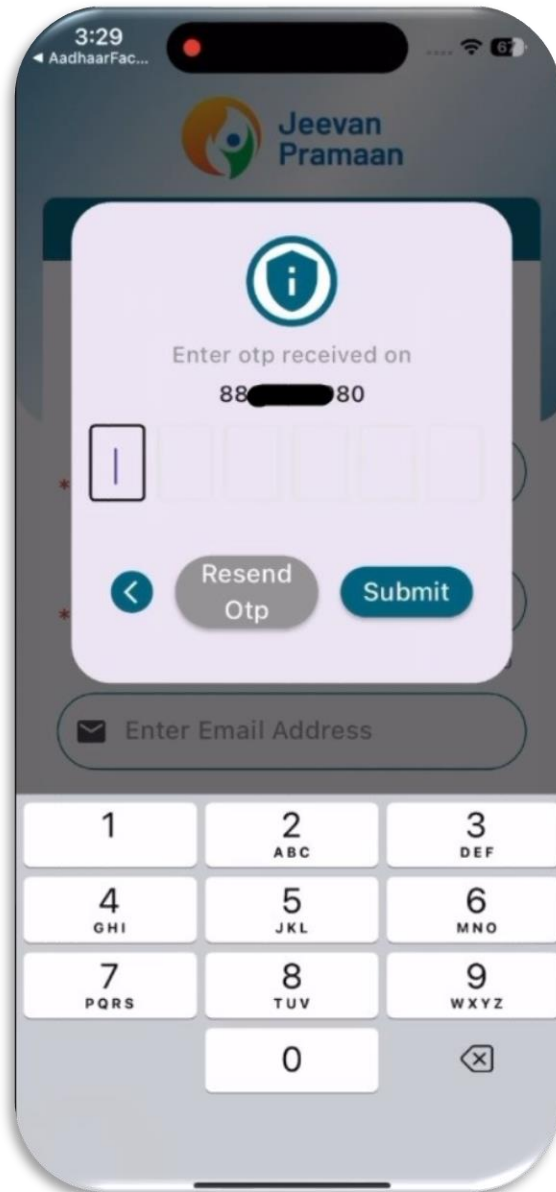 3:29
◀ AadhaarFac...
Jeevan
Pramaan
Enter otp received on
88 80
*
*
Resend
Otp
Submit
Enter Email Address
1
2
ABC
3
DEF
4
GHI
5
JKL
6
MNO
7
PQRS
8
TUV
9
WXYZ
0